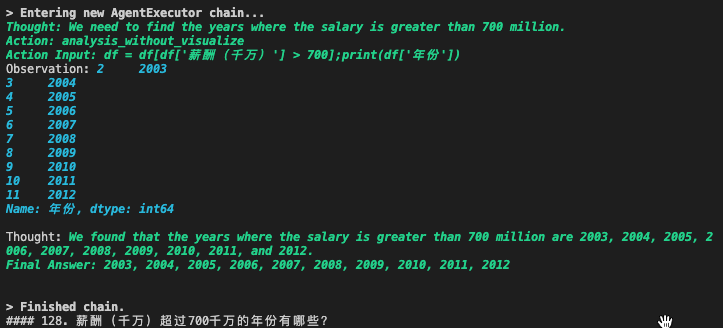 > Entering new AgentExecutor chain...
Thought: We need to find the years where the salary is greater than 700 million.
Action: analysis_without_visualize
Action Input: df = df[df['薪酬（千万）'] > 700];print(df['年份'])
Observation: 2     2003
3     2004
4     2005
5     2006
6     2007
7     2008
8     2009
9     2010
10    2011
11    2012
Name: 年份, dtype: int64
Thought: We found that the years where the salary is greater than 700 million are 2003, 2004, 2005, 2
006, 2007, 2008, 2009, 2010, 2011, and 2012.
Final Answer: 2003, 2004, 2005, 2006, 2007, 2008, 2009, 2010, 2011, 2012
> Finished chain.
#### 128. 薪酬（千万）超过700千万的年份有哪些?